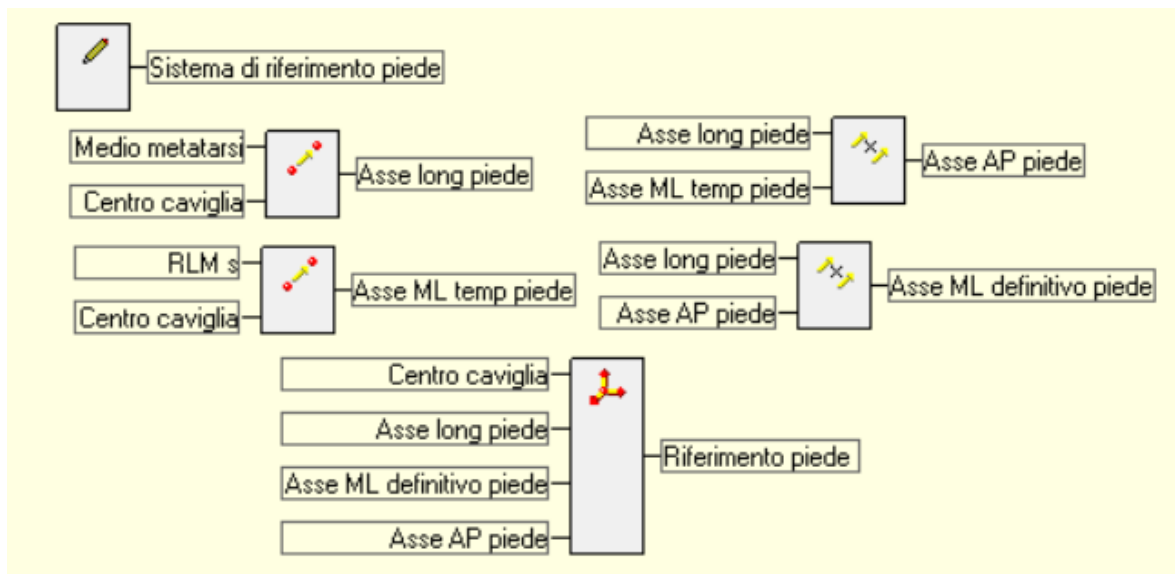 Sistema di riferimento piede
Medio metatarsi
Centro caviglia
Asse long piede
Asse long piede
Asse ML temp piede
Asse AP piede
RLM s
Centro caviglia
Asse ML temp piede
Asse long piede
Asse AP piede
Asse ML definitivo piede
Centro caviglia
Asse long piede
Asse ML definitivo piede
Asse AP piede
Riferimento piede